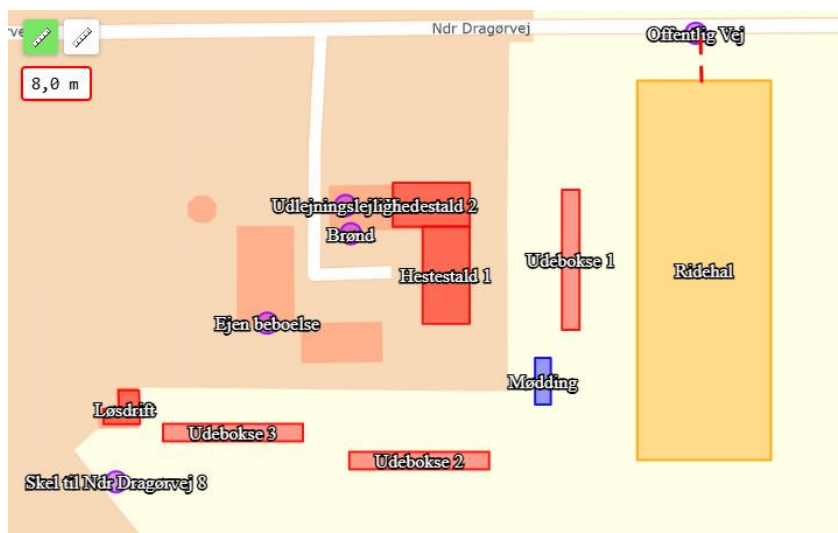 Ndr Dragørvej
Offentlig Vej
8,0 m
Hestestald 2
Brønd
Udebokse 1
Ridehal
Hestestald 1
Ejen beboelse
Mødding
Løsdrift
Udebokse 3
Udebokse 2
Skel til Ndr Dragørvej 8